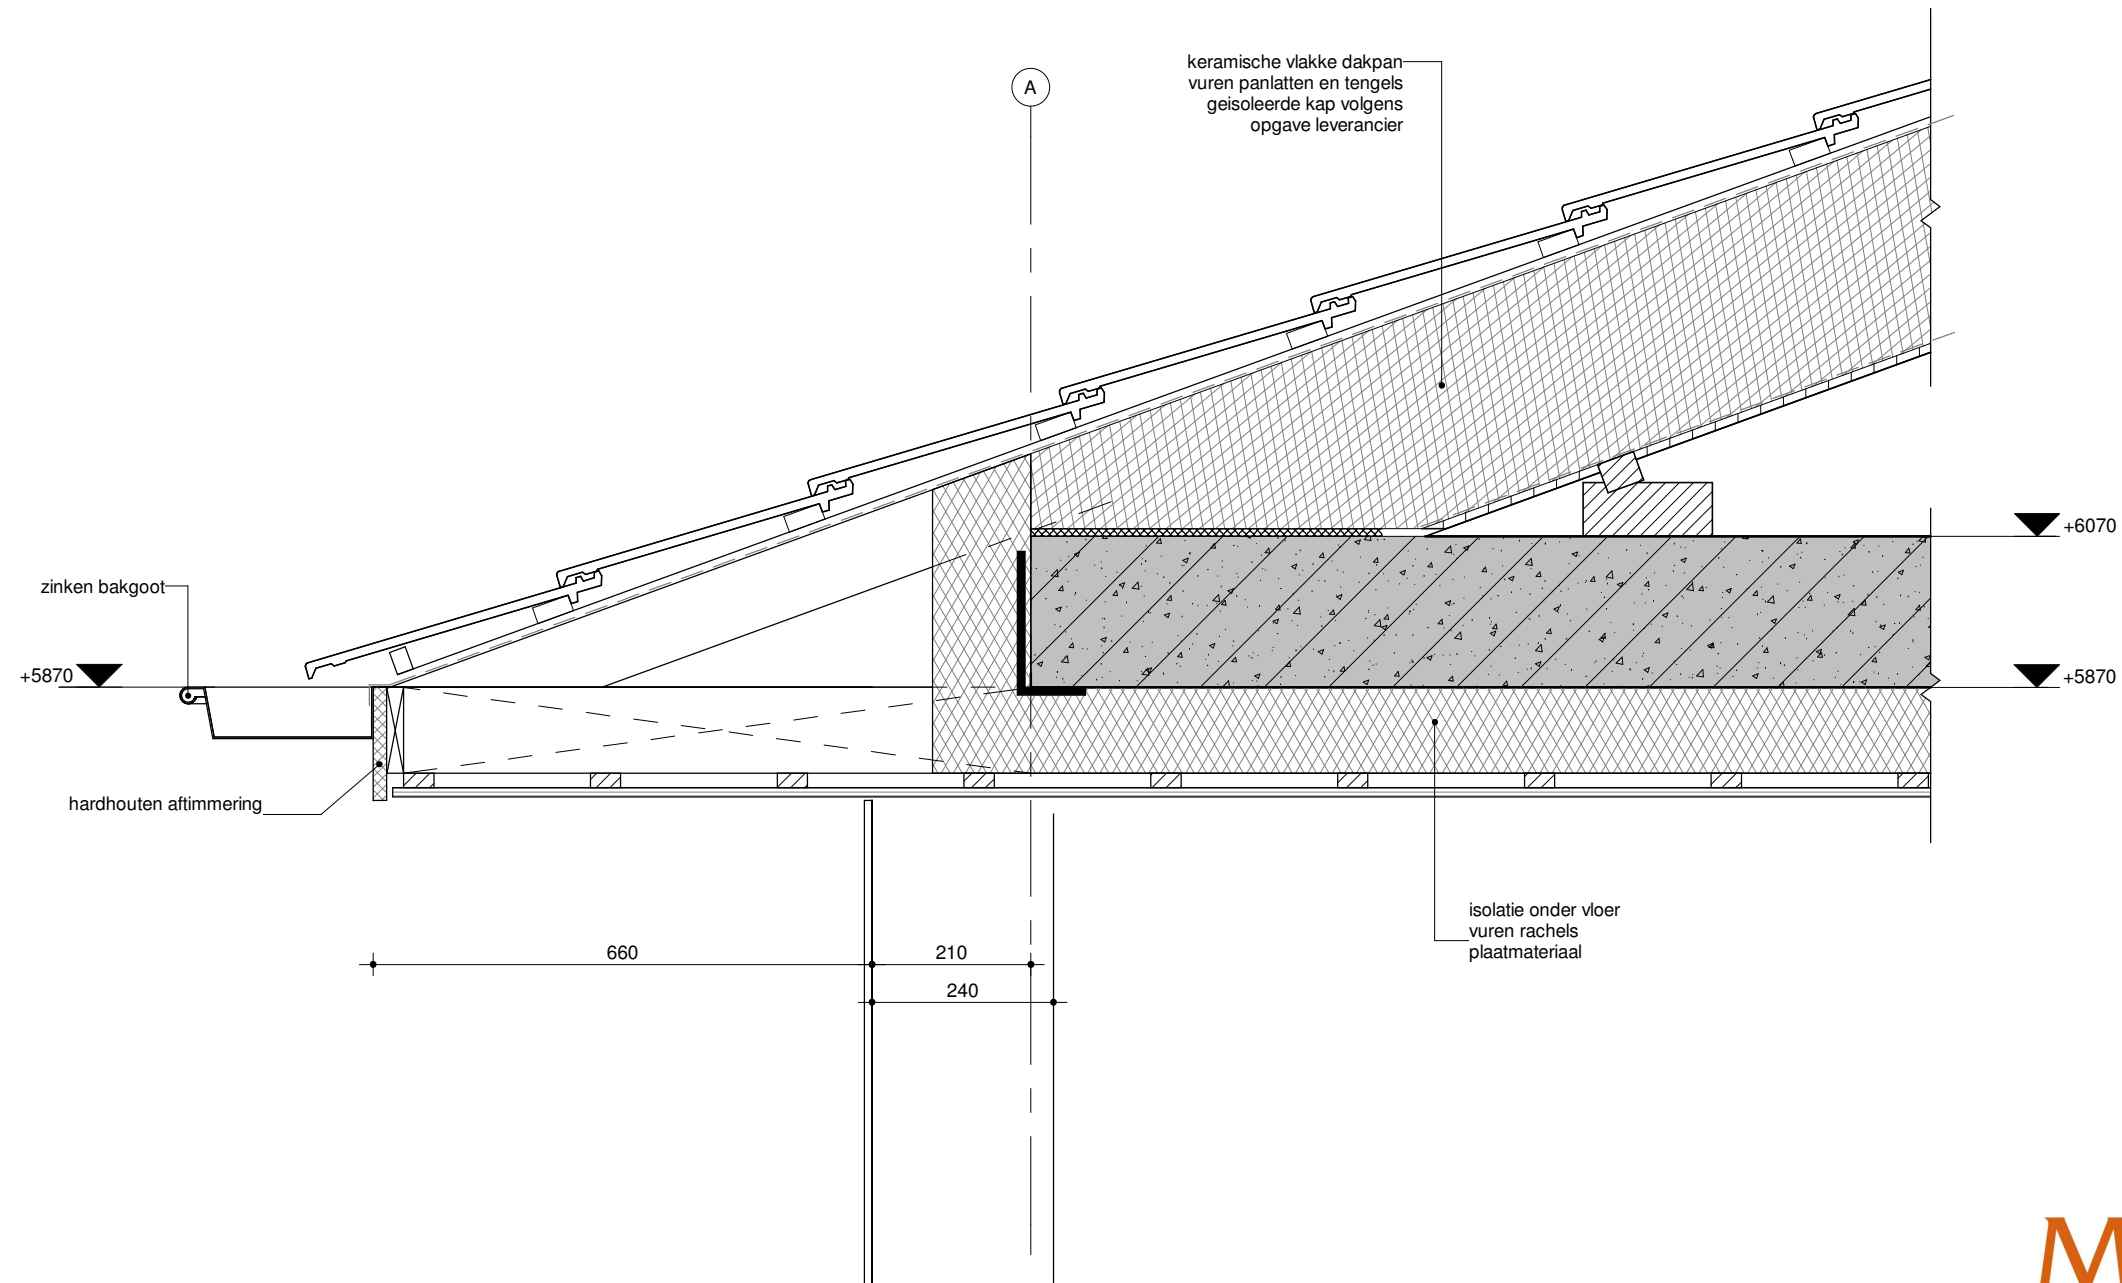 A
keramische vlakke dakpan
vuren panlatten en tengels
geisoleerde kap volgens
opgave leverancier
+6070
zinken bakgoot
+5870
+5870
hardhouten aftimmering
isolatie onder vloer
vuren rachels
plaatmateriaal
660
210
240
M